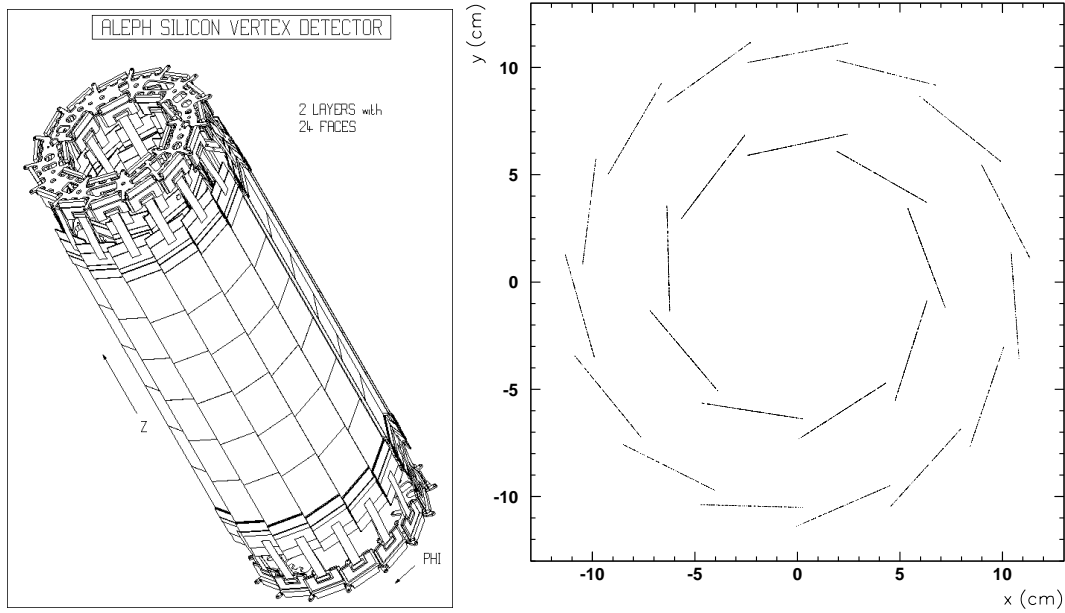 ALEPH SILICON VERTEX DETECTOR
2 LAYERS with
24 FACES
Z
PHI
y (cm)
10
5
0
-5
-10
-10
-5
0
5
10
x (cm)